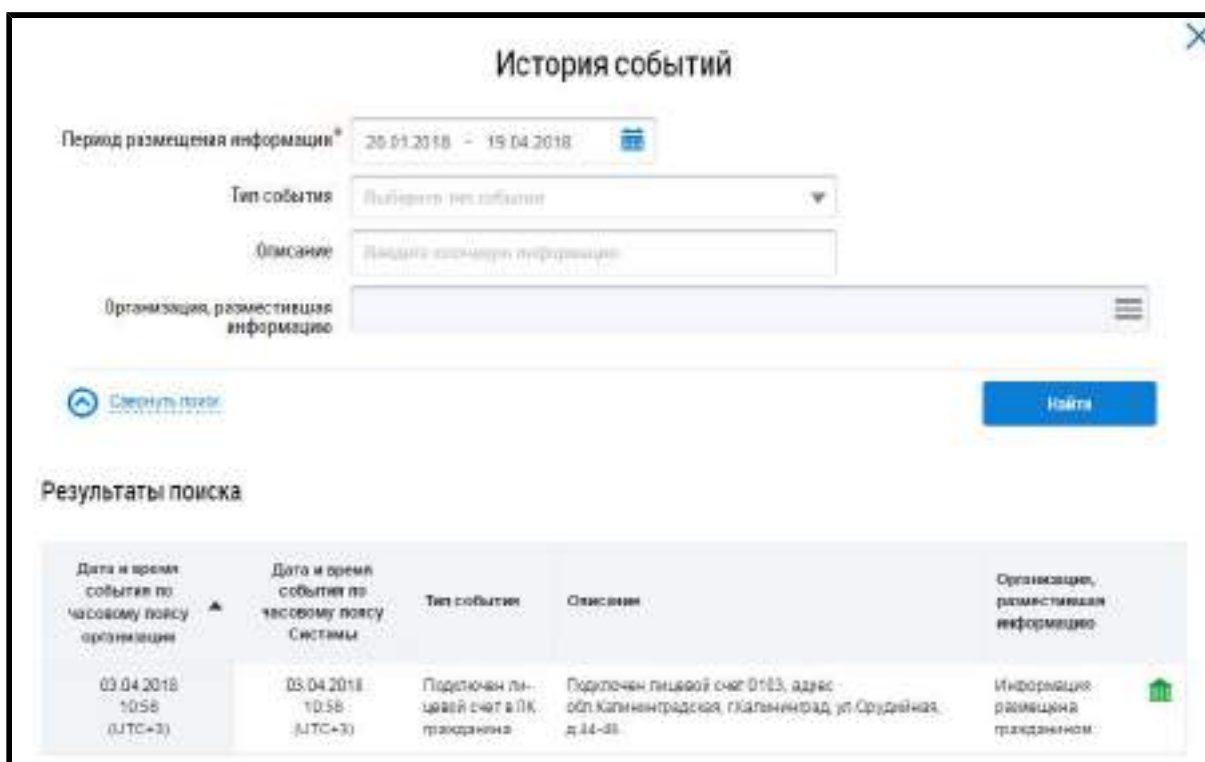 История событий
Период размещения информации*
28.01.2018 - 19.04.2018
Тип события
Выберите тип события
Описание
Введите ключевую информацию
Организация, разместившая
информацию
Свернуть поиск
Найти
Результаты поиска
Дата и время
события по
часовому поясу
организации
Дата и время
события по
часовому поясу
Системы
Тип события
Описание
Организация,
разместившая
информацию
03.04.2018
10:58
(UTC+3)
03.04.2018
10:58
(UTC+3)
Подключен ли-
цевой счет в ЛК
гражданина
Подключен лицевой счет 0103, адрес
обл.Калининградская, г.Калининград, ул.Орудийная,
Информация
размещена
гражданином